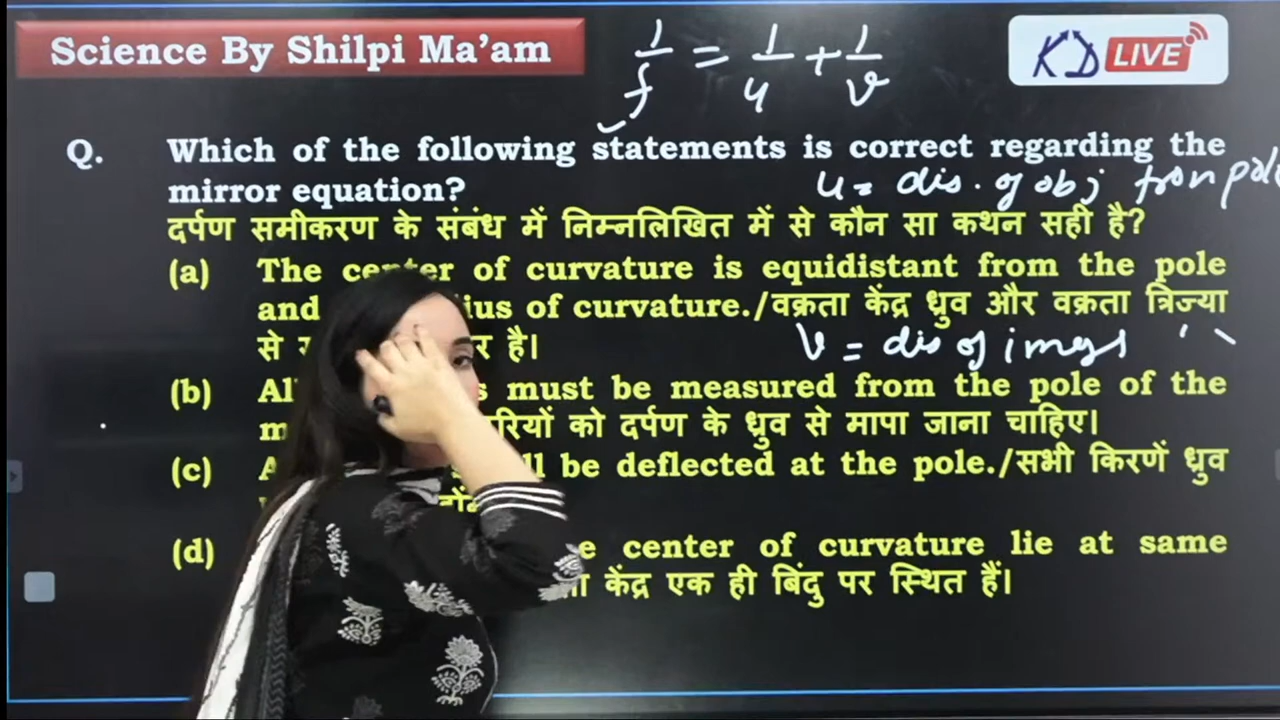 Science By Shilpi Ma'am
1/f = 1/u + 1/v
KD LIVE
Q. Which of the following statements is correct regarding the
mirror equation?
u = dis. of obj from pole
दर्पण समीकरण के संबंध में निम्नलिखित में से कौन सा कथन सही है?
(a) The center of curvature is equidistant from the pole
and ius of curvature./वक्रता केंद्र ध्रुव और वक्रता त्रिज्या
से र है।
v = dis of
(b) Al s must be measured from the pole of the
m रियों को दर्पण के ध्रुव से मापा जाना चाहिए।
(c) A ll be deflected at the pole./सभी किरणें ध्रुव
(d) e center of curvature lie at same
केंद्र एक ही बिंदु पर स्थित हैं।